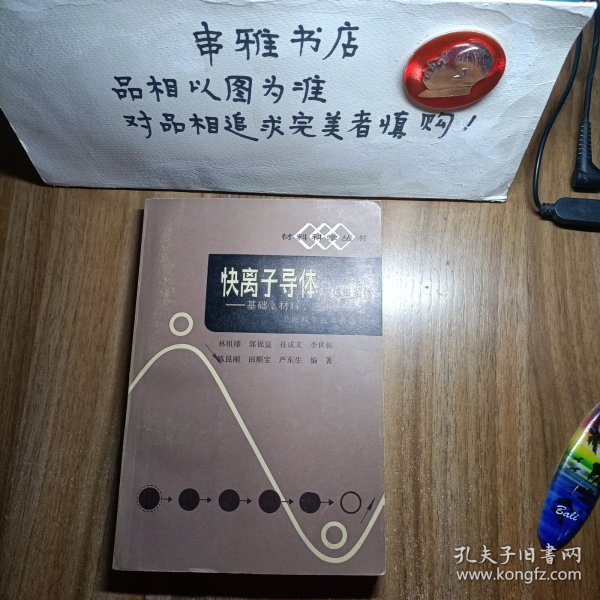 串雅书店
品相以图为准
对品相追求完美者慎购!
材料科学丛书
快离子导体
——基础、材料、
林祖纕 郭祝崑 孙成文 李世椿
陈昆刚 田顺宝 严东生 编著
Bali
孔夫子旧书网
www.kongfz.com